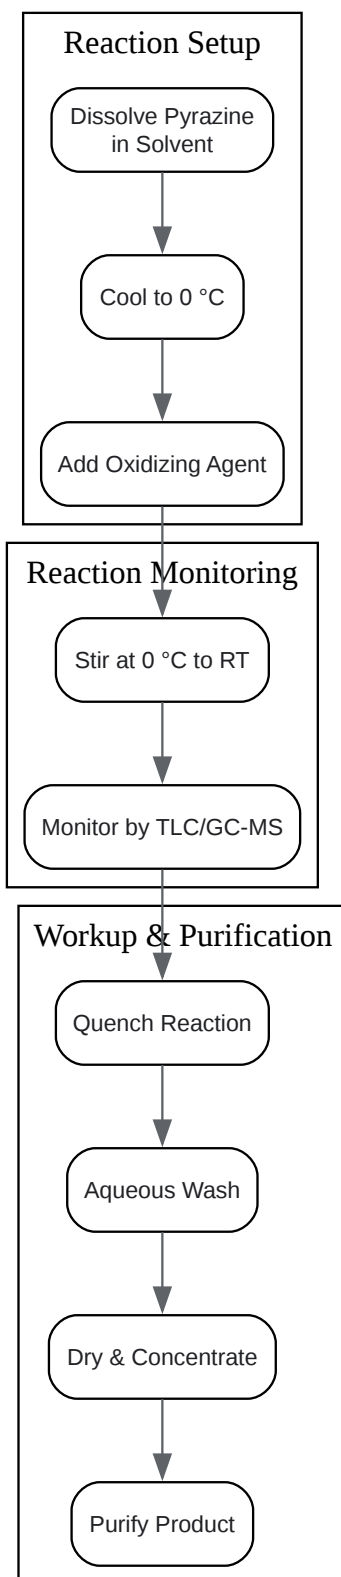 Reaction Setup
Dissolve Pyrazine
in Solvent
Cool to 0 °C
Add Oxidizing Agent
Reaction Monitoring
Stir at 0 °C to RT
Monitor by TLC/GC-MS
Workup & Purification
Quench Reaction
Aqueous Wash
Dry & Concentrate
Purify Product